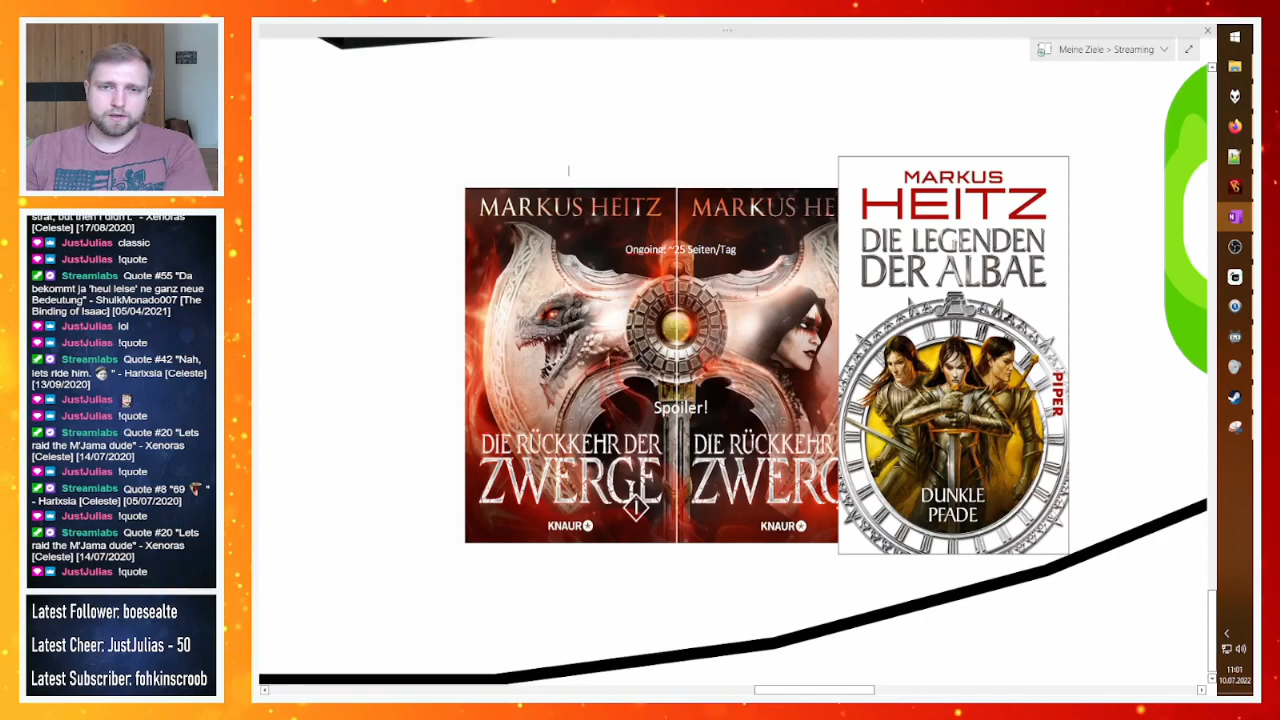 strat, but then I didn't. " - Xenoras
[Celeste] [17/08/2020]
JustJulias classic
JustJulias !quote
Streamlabs Quote #55 "Da
bekommt ja 'heul leise' ne ganz neue
Bedeutung" - ShulkMonado007 [The
Binding of Isaac] [05/04/2021]
JustJulias lol
JustJulias !quote
Streamlabs Quote #42 "Nah,
lets ride him. " - Harixsia [Celeste]
[13/09/2020]
JustJulias
JustJulias !quote
Streamlabs Quote #20 "Lets
raid the M'Jama dude" - Xenoras
[Celeste] [14/07/2020]
JustJulias !quote
Streamlabs Quote #8 "69 "
- Harixsia [Celeste] [05/07/2020]
JustJulias !quote
Streamlabs Quote #20 "Lets
raid the M'Jama dude" - Xenoras
[Celeste] [14/07/2020]
JustJulias !quote
Latest Follower: boesealte
Latest Cheer: JustJulias - 50
Latest Subscriber: fohkinscroob
Meine Ziele > Streaming
MARKUS HEITZ
Ongoing: ~25 Seiten/Tag
Spoiler!
DIE RÜCKKEHR DER
ZWERGE
I
KNAUR
MARKUS HE
DIE RÜCKKEHR
ZWERG
KNAUR
MARKUS
HEITZ
DIE LEGENDEN
DER ALBAE
PIPER
DUNKLE
PFADE
11:01
10.07.2022